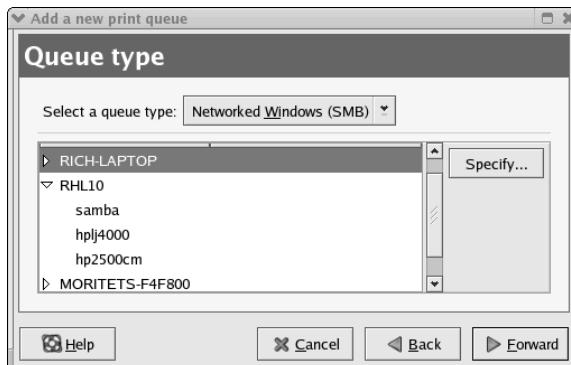 Add a new print queue
Queue type
Select a queue type: Networked Windows (SMB)
RICH-LAPTOP
Specify...
RHL10
samba
hplj4000
hp2500cm
MORITETS-F4F800
Help
Cancel
Back
Forward